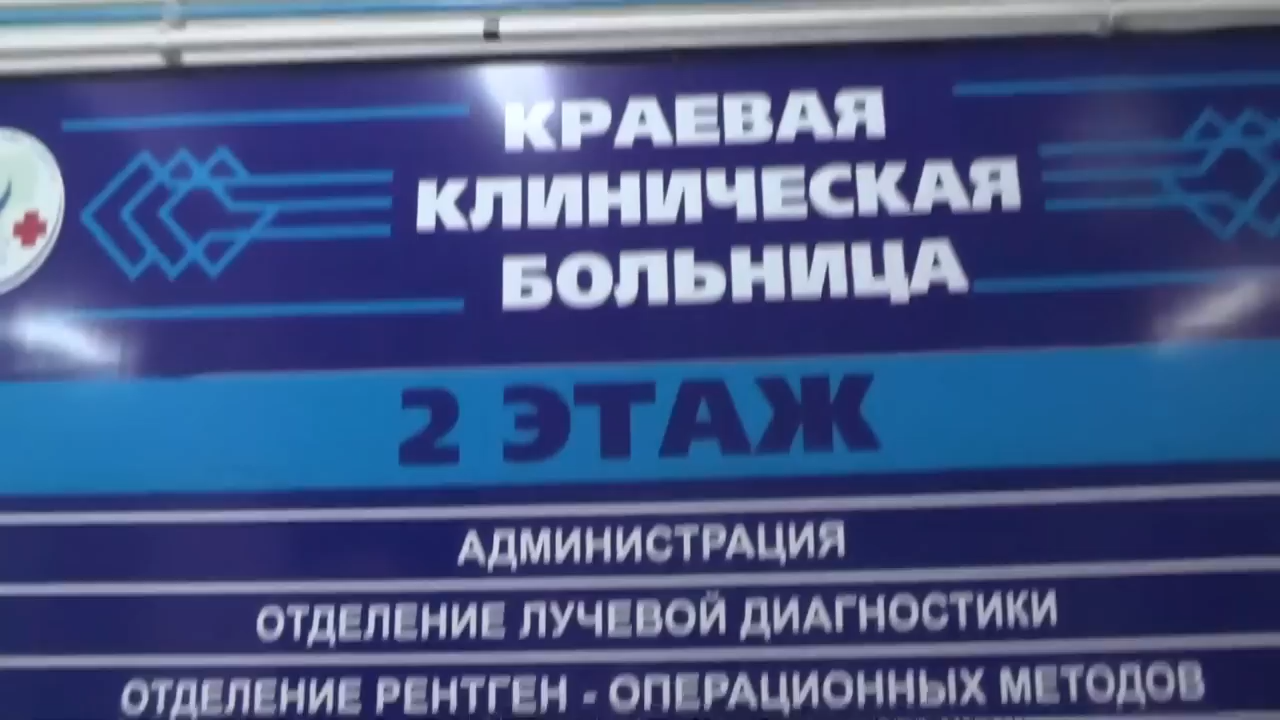 КРАЕВАЯ
КЛИНИЧЕСКАЯ
БОЛЬНИЦА
2 ЭТАЖ
АДМИНИСТРАЦИЯ
ОТДЕЛЕНИЕ ЛУЧЕВОЙ ДИАГНОСТИКИ
ОТДЕЛЕНИЕ РЕНТГЕН - ОПЕРАЦИОННЫХ МЕТОДОВ